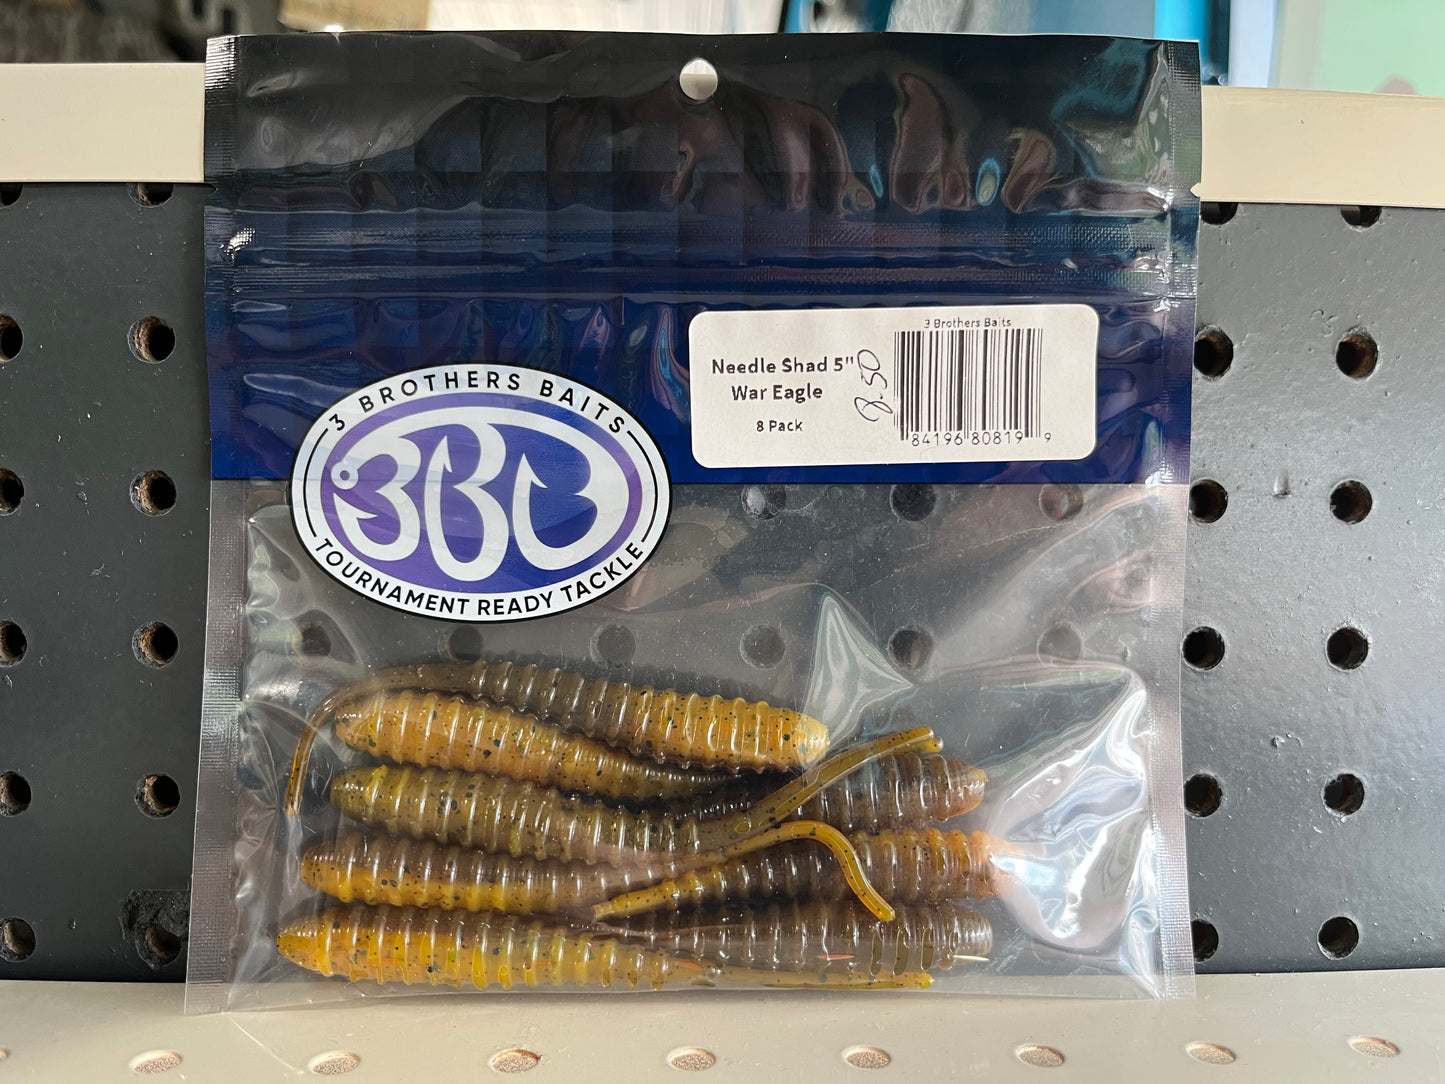 3 BROTHERS BAITS
3BB
TOURNAMENT READY TACKLE
3 Brothers Baits
Needle Shad 5"
War Eagle
8 Pack
8.50
84196 80819 9